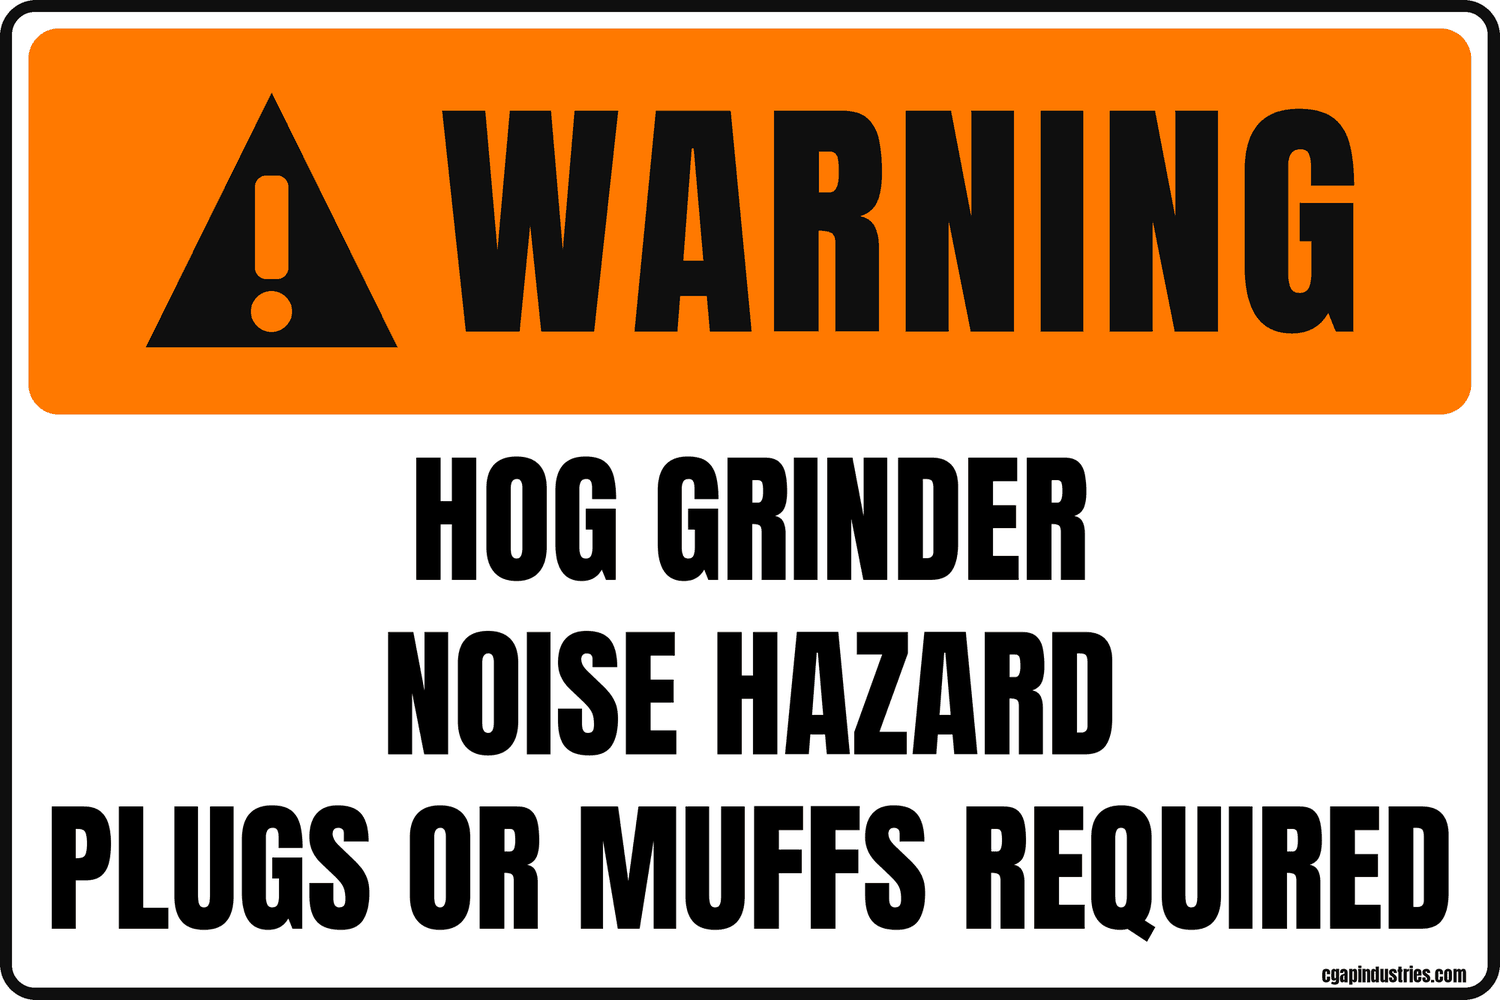 WARNING
HOG GRINDER
NOISE HAZARD
PLUGS OR MUFFS REQUIRED
cgapindustries.com